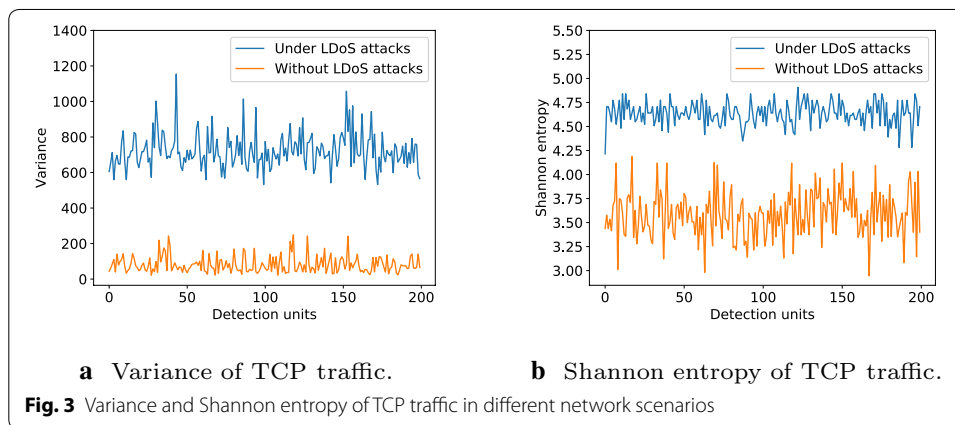 1400
1200
1000
800
600
400
200
0
Variance
Under LDoS attacks
Without LDoS attacks
0 50 100 150 200
Detection units
a Variance of TCP traffic.
5.50
5.25
5.00
4.75
4.50
4.25
4.00
3.75
3.50
3.25
3.00
Shannon entropy
Under LDoS attacks
Without LDoS attacks
0 50 100 150 200
Detection units
b Shannon entropy of TCP traffic.
Fig. 3 Variance and Shannon entropy of TCP traffic in different network scenarios